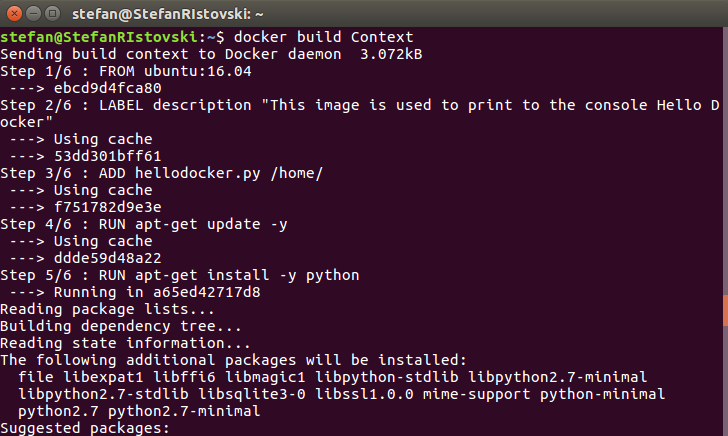 stefan@StefanRIstovski: ~
stefan@StefanRIstovski:~$ docker build Context
Sending build context to Docker daemon  3.072kB
Step 1/6 : FROM ubuntu:16.04
 ---> ebcd9d4fca80
Step 2/6 : LABEL description "This image is used to print to the console Hello D
ocker"
 ---> Using cache
 ---> 53dd301bff61
Step 3/6 : ADD hellodocker.py /home/
 ---> Using cache
 ---> f751782d9e3e
Step 4/6 : RUN apt-get update -y
 ---> Using cache
 ---> ddde59d48a22
Step 5/6 : RUN apt-get install -y python
 ---> Running in a65ed42717d8
Reading package lists...
Building dependency tree...
Reading state information...
The following additional packages will be installed:
  file libexpat1 libffi6 libmagic1 libpython-stdlib libpython2.7-minimal
  libpython2.7-stdlib libsqlite3-0 libssl1.0.0 mime-support python-minimal
  python2.7 python2.7-minimal
Suggested packages: